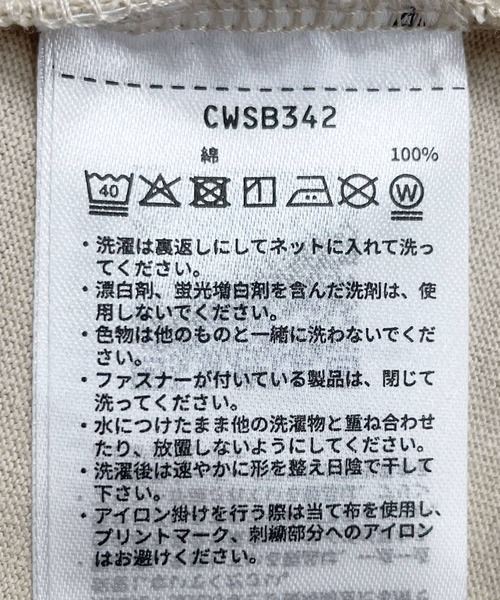 CWSB342
綿 100%
40 W
・洗濯は裏返しにしてネットに入れて洗っ
てください。
・漂白剤、蛍光増白剤を含んだ洗剤は、使
用しないでください。
・色物は他のものと一緒に洗わないでくだ
さい。
・ファスナーが付いている製品は、閉じて
洗ってください。
・水につけたまま他の洗濯物と重ね合わせ
たり、放置しないようにしてください。
・洗濯後は速やかに形を整え日陰で干して
下さい。
・アイロン掛けを行う際は当て布を使用し、
プリントマーク、刺繍部分へのアイロン
はお避けください。